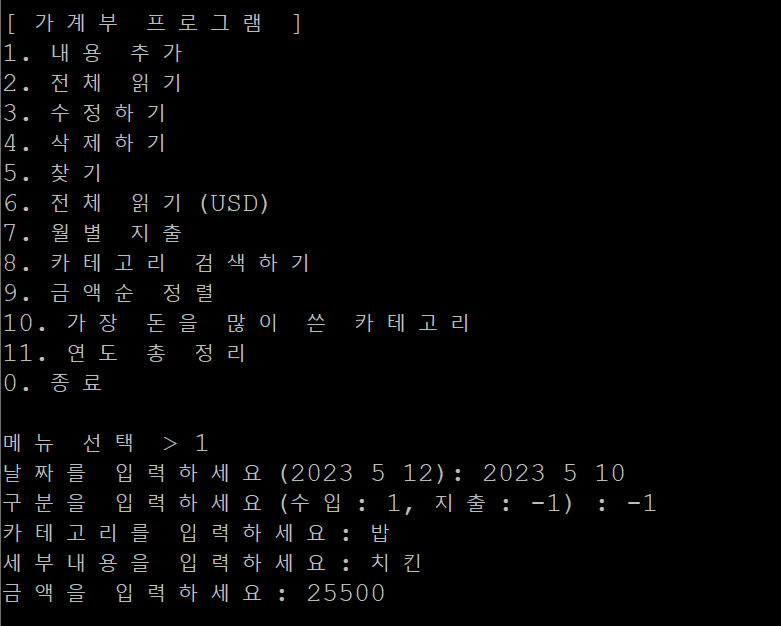 [ 가계부 프로그램 ]
1. 내용 추가
2. 전체 읽기
3. 수정하기
4. 삭제하기
5. 찾기
6. 전체 읽기(USD)
7. 월별 지출
8. 카테고리 검색하기
9. 금액순 정렬
10. 가장 돈을 많이 쓴 카테고리
11. 연도 총 정리
0. 종료
메뉴 선택 > 1
날짜를 입력하세요(2023 5 12): 2023 5 10
구분을 입력하세요(수입: 1, 지출: -1) : -1
카테고리를 입력하세요: 밥
세부내용을 입력하세요: 치킨
금액을 입력하세요: 25500